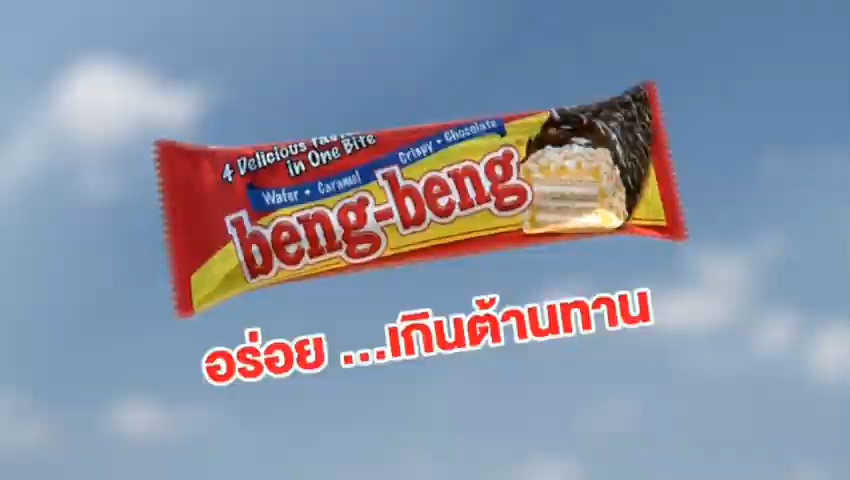 4 Delicious Taste
in One Bite
Wafer • Caramel Crispy • Chocolate
beng-beng
อร่อย ...เกินต้านทาน